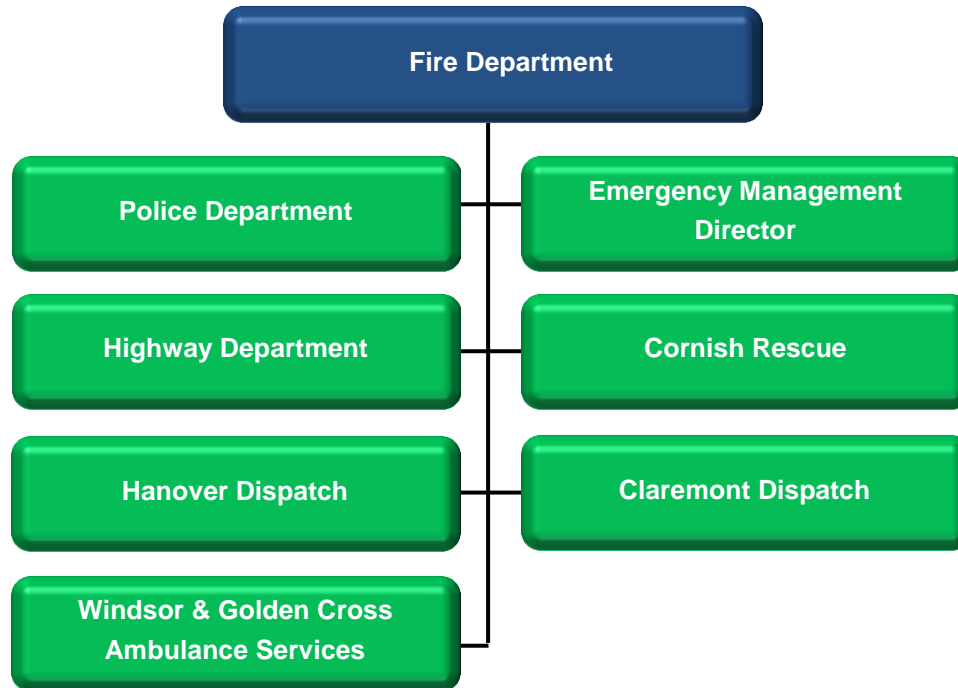 Fire Department
Police Department
Emergency Management
Director
Highway Department
Cornish Rescue
Hanover Dispatch
Claremont Dispatch
Windsor & Golden Cross
Ambulance Services